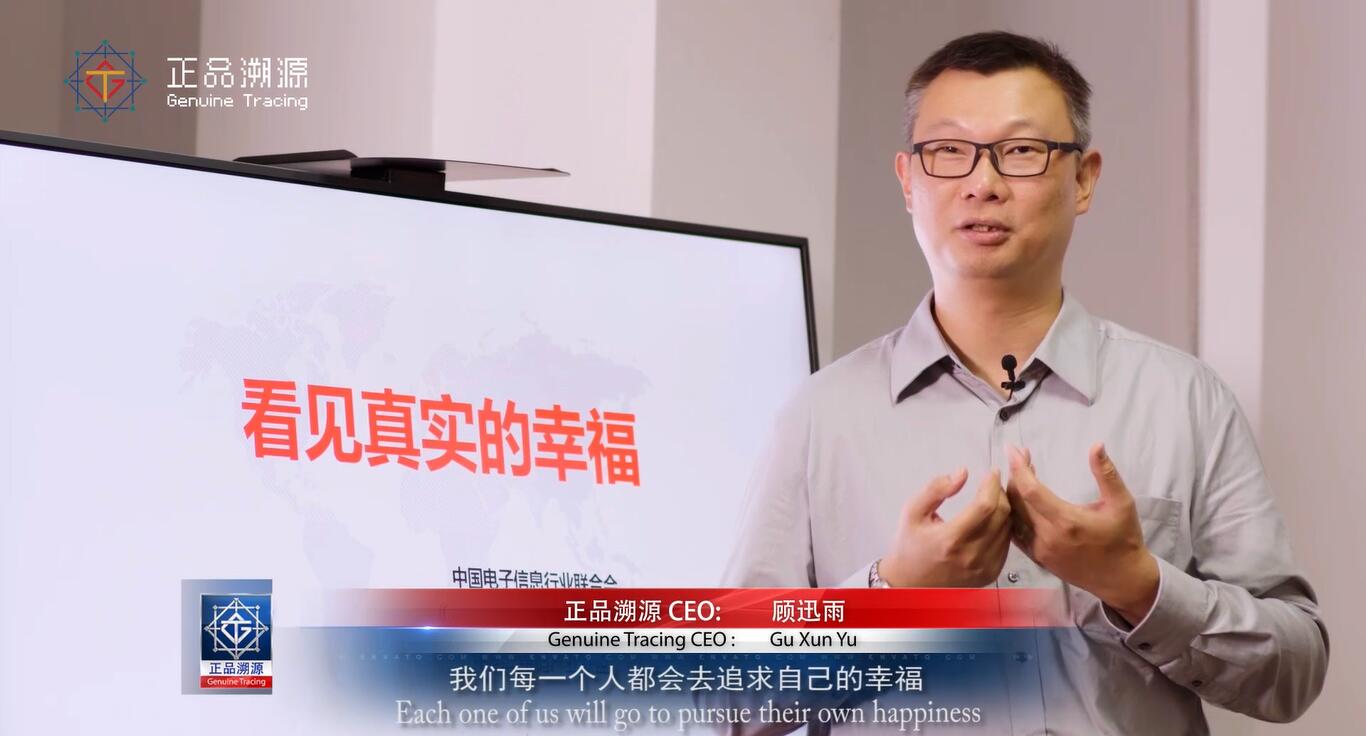 正品溯源
Genuine Tracing
看见真实的幸福
中国电子信息行业联合会
正品溯源 CEO: 顾迅雨
Genuine Tracing CEO : Gu Xun Yu
正品溯源
Genuine Tracing
我们每一个人都会去追求自己的幸福
Each one of us will go to pursue their own happiness